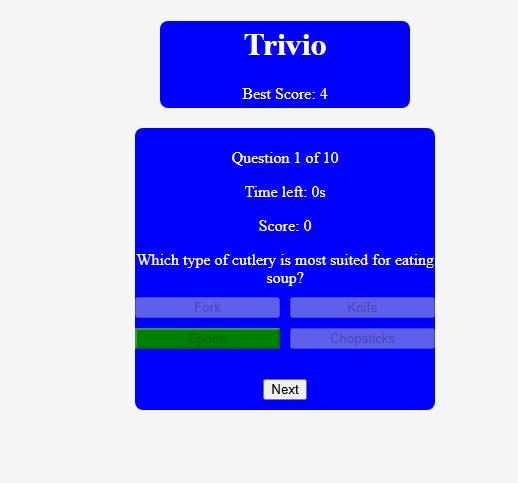 Trivio
Best Score: 4
Question 1 of 10
Time left: 0s
Score: 0
Which type of cutlery is most suited for eating
soup?
Fork
Knife
Spoon
Chopsticks
Next